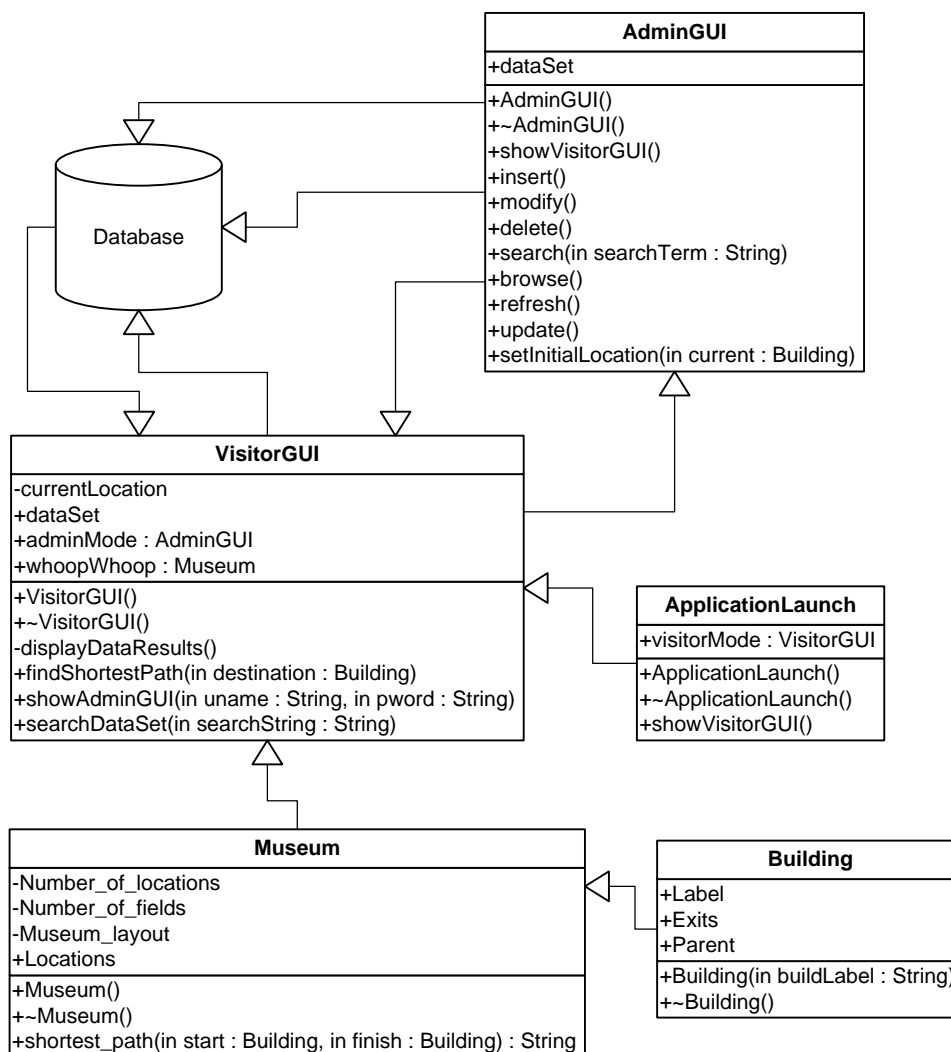 AdminGUI
+dataSet
+AdminGUI()
+~AdminGUI()
+showVisitorGUI()
+insert()
+modify()
+delete()
+search(in searchTerm : String)
+browse()
+refresh()
+update()
+setInitialLocation(in current : Building)
Database
VisitorGUI
-currentLocation
+dataSet
+adminMode : AdminGUI
+whoopWhoop : Museum
+VisitorGUI()
+~VisitorGUI()
-displayDataResults()
+findShortestPath(in destination : Building)
+showAdminGUI(in uname : String, in pword : String)
+searchDataSet(in searchString : String)
ApplicationLaunch
+visitorMode : VisitorGUI
+ApplicationLaunch()
+~ApplicationLaunch()
+showVisitorGUI()
Museum
-Number_of_locations
-Number_of_fields
-Museum_layout
+Locations
+Museum()
+~Museum()
+shortest_path(in start : Building, in finish : Building) : String
Building
+Label
+Exits
+Parent
+Building(in buildLabel : String)
+~Building()